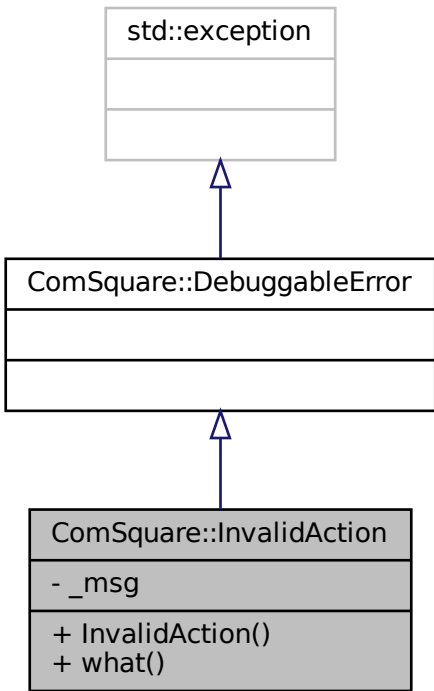 std::exception
ComSquare::DebuggableError
ComSquare::InvalidAction
- _msg
+ InvalidAction()
+ what()